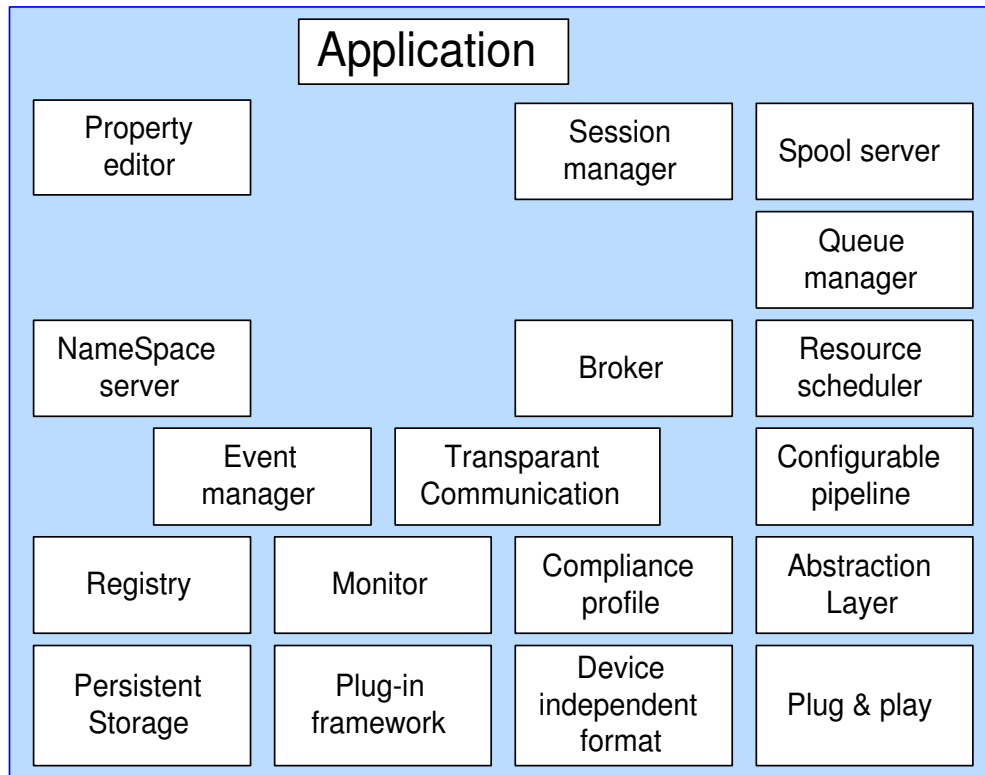 Application
Property
editor
Session
manager
Spool server
Queue
manager
NameSpace
server
Broker
Resource
scheduler
Event
manager
Transparant
Communication
Configurable
pipeline
Registry
Monitor
Compliance
profile
Abstraction
Layer
Persistent
Storage
Plug-in
framework
Device
independent
format
Plug & play